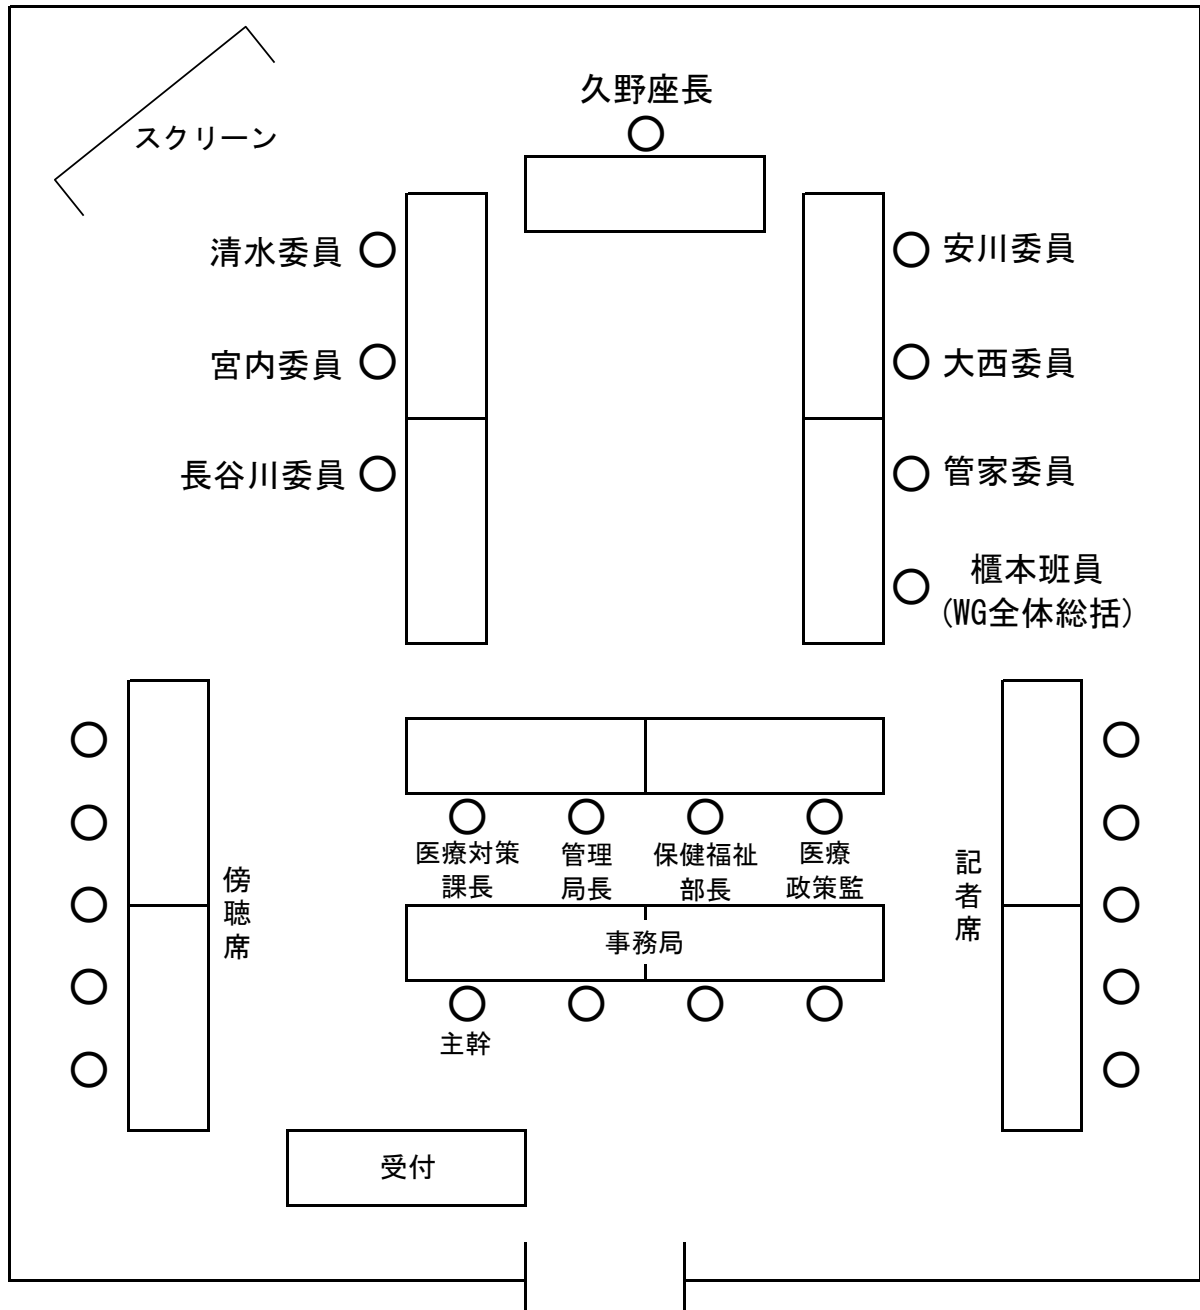 久野座長
スクリーン
清水委員
安川委員
宮内委員
大西委員
長谷川委員
管家委員
櫃本班員
(WG全体総括)
医療対策
課長
管理
局長
保健福祉
部長
医療
政策監
傍聴席
記者席
事務局
主幹
受付